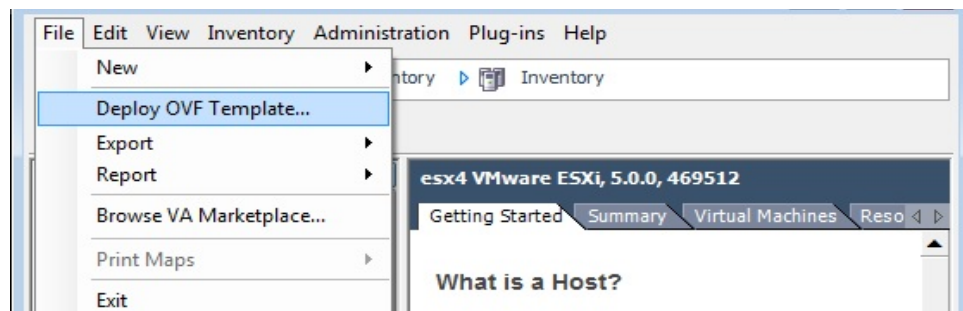 File Edit View Inventory Administration Plug-ins Help
New
ntory Inventory
Deploy OVF Template...
Export
Report
esx4 VMware ESXi, 5.0.0, 469512
Browse VA Marketplace...
Getting Started Summary Virtual Machines Reso
Print Maps
What is a Host?
Exit